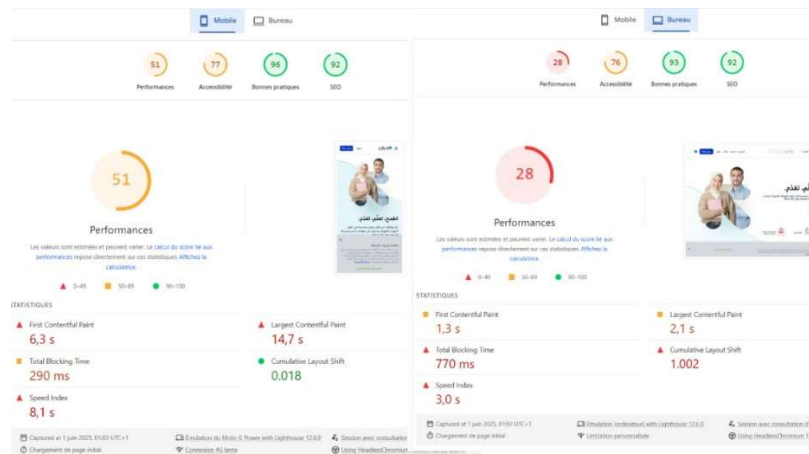 Mobile
Bureau
51
77
96
92
Performances
Accessibilité
Bonnes pratiques
SEO
51
Performances
Les valeurs sont estimées et peuvent varier. Le calcul du score lié aux
performances repose directement sur ces statistiques. Affichez la
calculatrice.
0–49
50–89
90–100
STATISTIQUES
First Contentful Paint
6,3 s
Largest Contentful Paint
14,7 s
Total Blocking Time
290 ms
Cumulative Layout Shift
0.018
Speed Index
8,1 s
Captured at 1 juin 2025, 01:03 UTC+1
Émulation du Moto G Power with Lighthouse 12.6.0
Session avec consultation
Chargement de page initial
Connexion 4G lente
Using HeadlessChromium
Mobile
Bureau
28
76
93
92
Performances
Accessibilité
Bonnes pratiques
SEO
28
Performances
Les valeurs sont estimées et peuvent varier. Le calcul du score lié aux
performances repose directement sur ces statistiques. Affichez la
calculatrice.
0–49
50–89
90–100
STATISTIQUES
First Contentful Paint
1,3 s
Largest Contentful Paint
2,1 s
Total Blocking Time
770 ms
Cumulative Layout Shift
1.002
Speed Index
3,0 s
Captured at 1 juin 2025, 01:03 UTC+1
Émulation (ordinateur) with Lighthouse 12.6.0
Session avec consultation
Chargement de page initial
Limitation personnalisée
Using HeadlessChromium